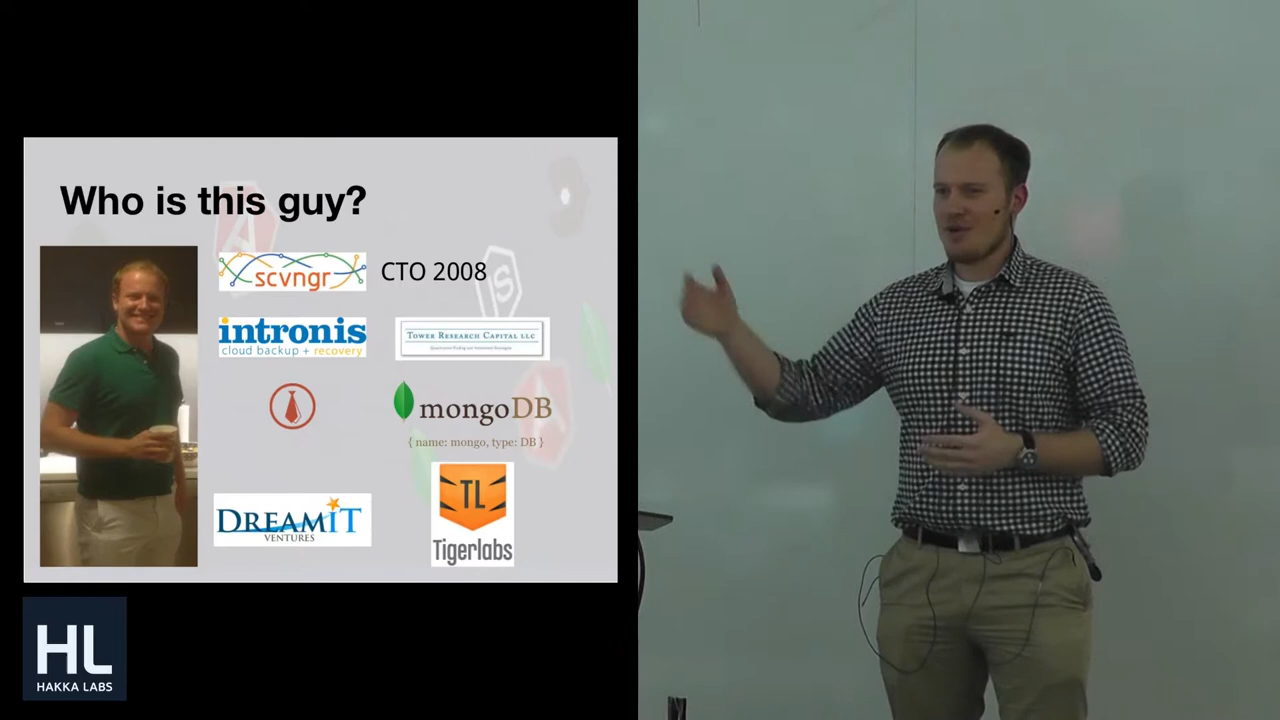 Who is this guy?
scvngr
CTO 2008
intronis
cloud backup + recovery
TOWER RESEARCH CAPITAL LLC
mongoDB
{ name: mongo, type: DB }
DREAMIT
VENTURES
TL
Tigerlabs
S
HL
HAKKA LABS